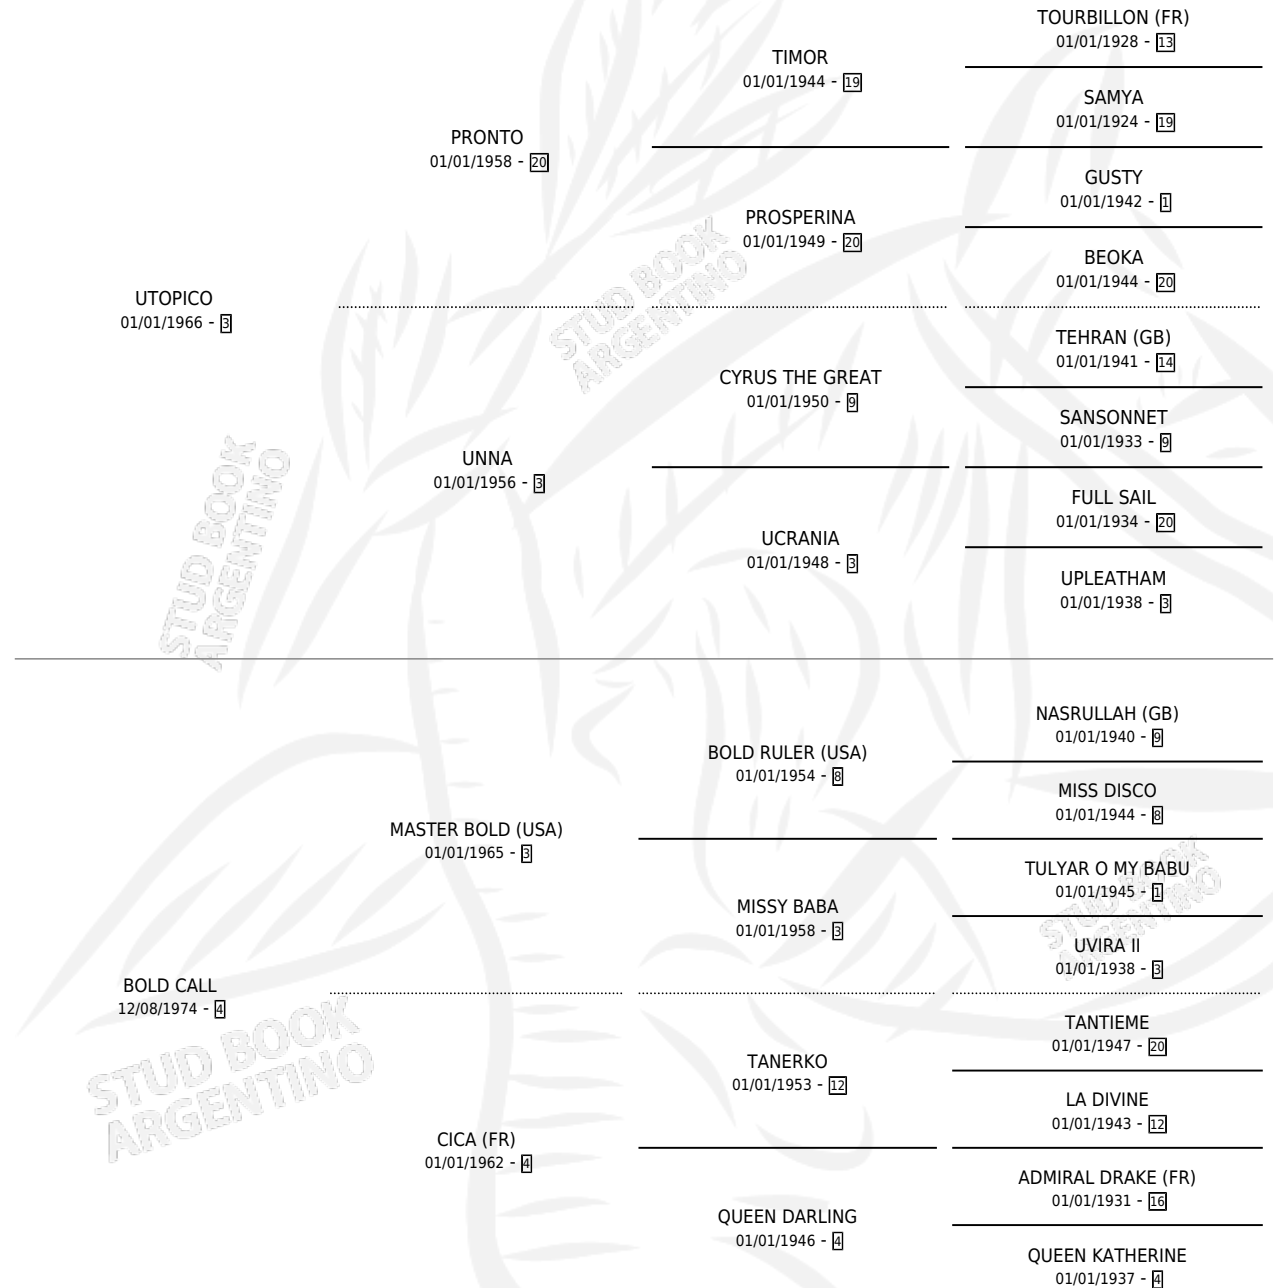 TOURBILLON (FR)
01/01/1928 - 13
TIMOR
01/01/1944 - 19
SAMYA
01/01/1924 - 19
PRONTO
01/01/1958 - 20
GUSTY
01/01/1942 - 1
PROSPERINA
01/01/1949 - 20
BEOKA
01/01/1944 - 20
UTOPICO
01/01/1966 - 3
STUD BOOK
ARGENTINO
TEHRAN (GB)
01/01/1941 - 14
CYRUS THE GREAT
01/01/1950 - 9
SANSONNET
01/01/1933 - 9
UNNA
01/01/1956 - 3
FULL SAIL
01/01/1934 - 20
UCRANIA
01/01/1948 - 3
UPLEATHAM
01/01/1938 - 3
STUD BOOK
ARGENTINO
NASRULLAH (GB)
01/01/1940 - 9
BOLD RULER (USA)
01/01/1954 - 8
MISS DISCO
01/01/1944 - 8
MASTER BOLD (USA)
01/01/1965 - 3
TULYAR O MY BABU
01/01/1945 - 1
MISSY BABA
01/01/1958 - 3
STUD BOOK
ARGENTINO
UVIRA II
01/01/1938 - 3
BOLD CALL
12/08/1974 - 4
STUD BOOK
ARGENTINO
TANTIEME
01/01/1947 - 20
TANERKO
01/01/1953 - 12
LA DIVINE
01/01/1943 - 12
CICA (FR)
01/01/1962 - 4
ADMIRAL DRAKE (FR)
01/01/1931 - 16
QUEEN DARLING
01/01/1946 - 4
QUEEN KATHERINE
01/01/1937 - 4